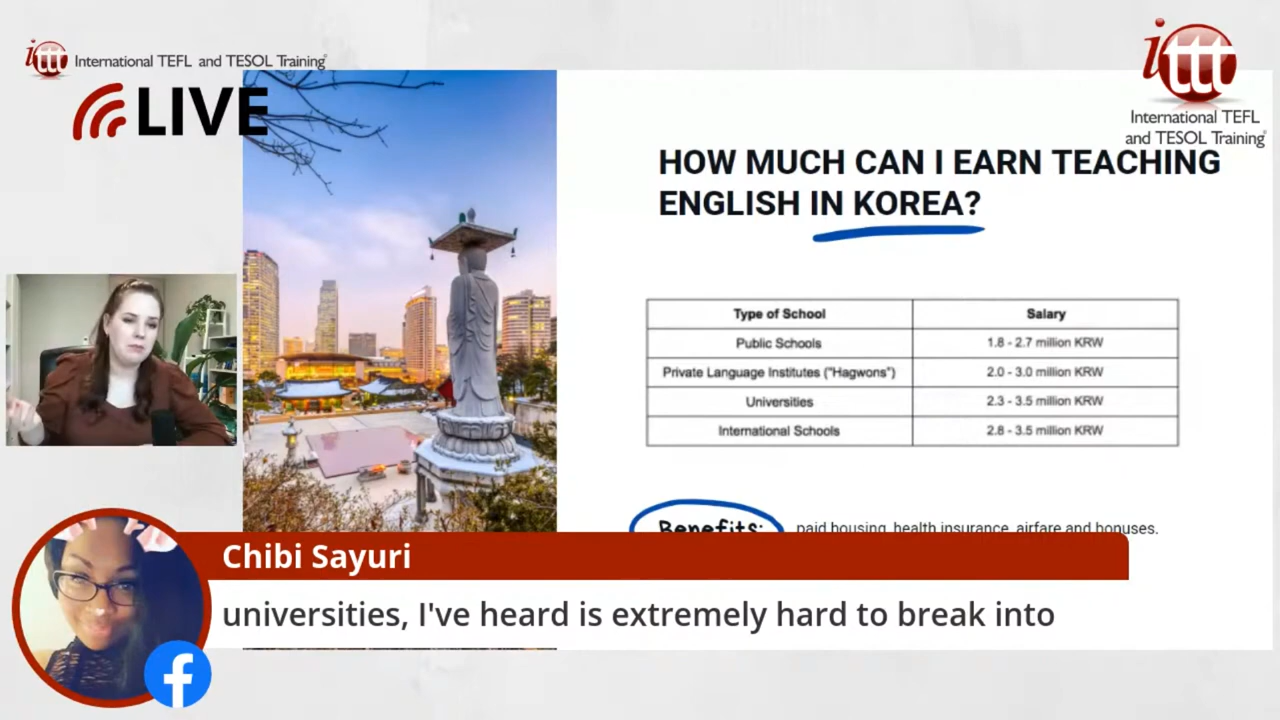 ittt International TEFL and TESOL Training
LIVE
ittt
International TEFL
and TESOL Training
HOW MUCH CAN I EARN TEACHING
ENGLISH IN KOREA?
Type of School Salary
Public Schools 1.8 - 2.7 million KRW
Private Language Institutes ("Hagwons") 2.0 - 3.0 million KRW
Universities 2.3 - 3.5 million KRW
International Schools 2.8 - 3.5 million KRW
Benefits: paid housing, health insurance, airfare and bonuses.
Chibi Sayuri
universities, I've heard is extremely hard to break into
f